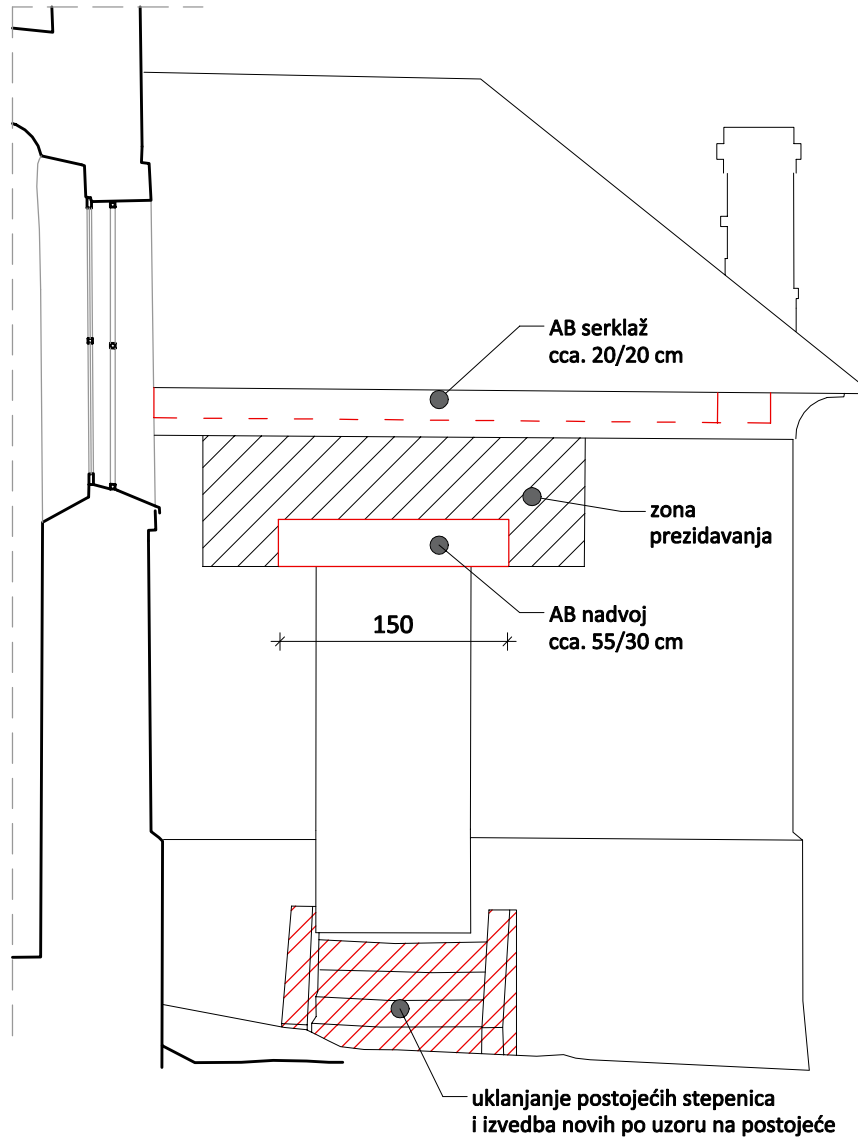 AB serklaž
cca. 20/20 cm
zona
prezidavanja
AB nadvoj
cca. 55/30 cm
150
uklanjanje postojećih stepenica
i izvedba novih po uzoru na postojeće